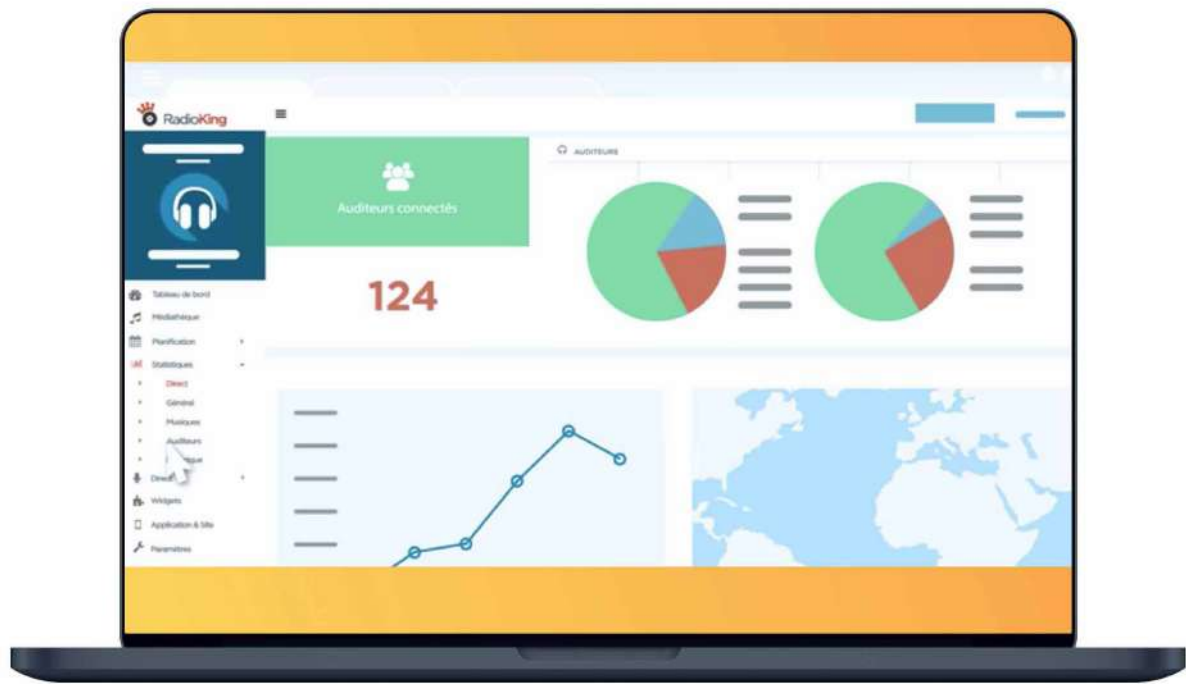 RadioKing
AUDITEURS
Auditeurs connectés
124
Tableau de bord
Médiathèque
Planification
Statistiques
Direct
Général
Musiques
Auditeurs
Widgets
Application & Site
Paramètres